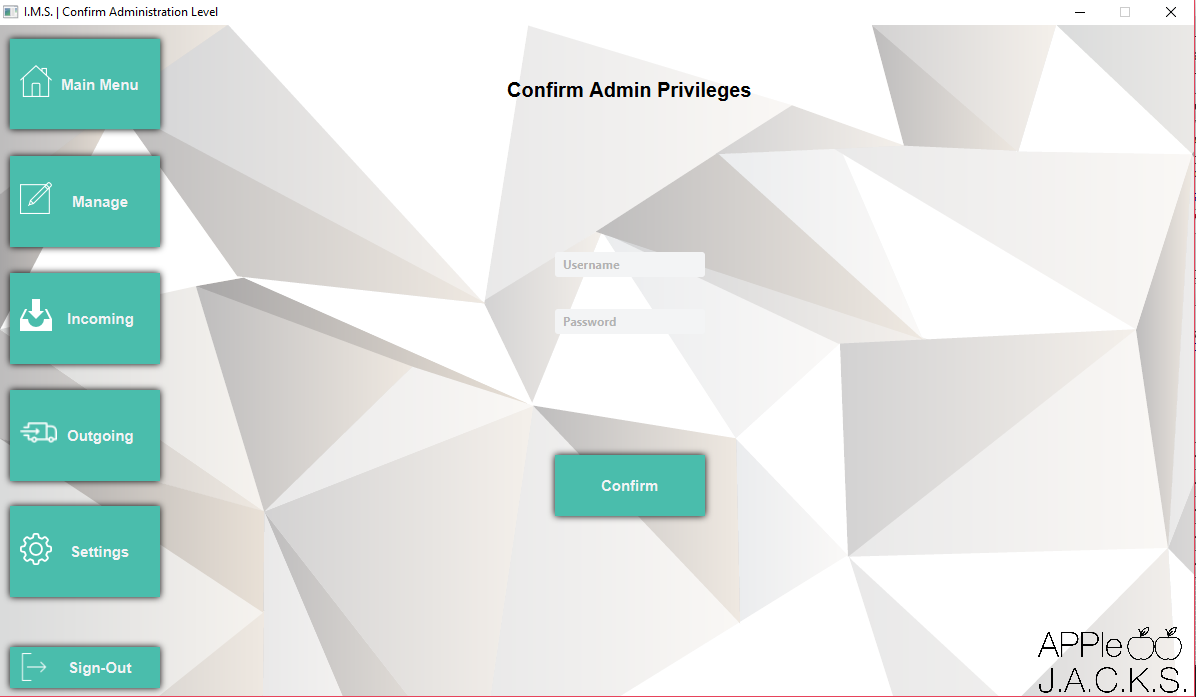 I.M.S. | Confirm Administration Level
Main Menu
Confirm Admin Privileges
Manage
Username
Incoming
Password
Outgoing
Confirm
Settings
Sign-Out
APPle
J.A.C.K.S.